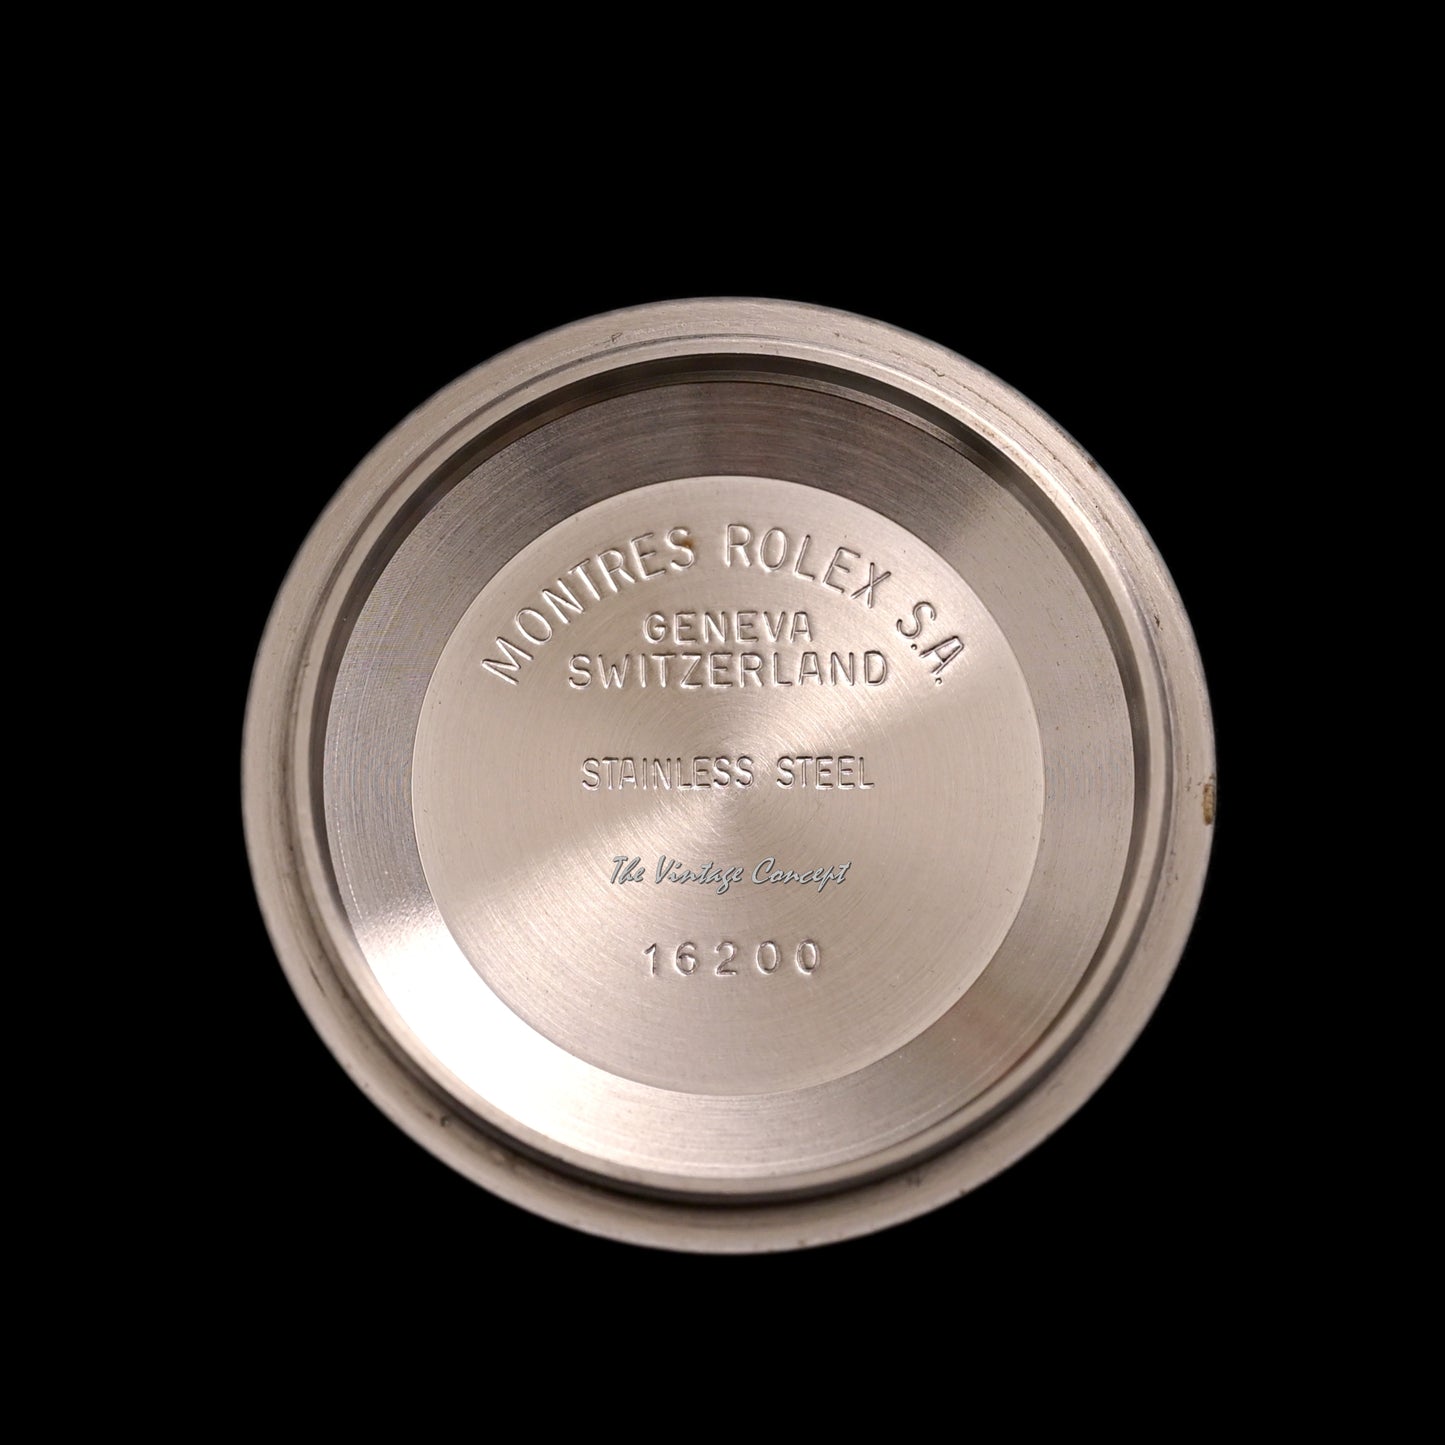 MONTRES ROLEX S.A.
GENEVA
SWITZERLAND
STAINLESS STEEL
The Vintage Concept
16200